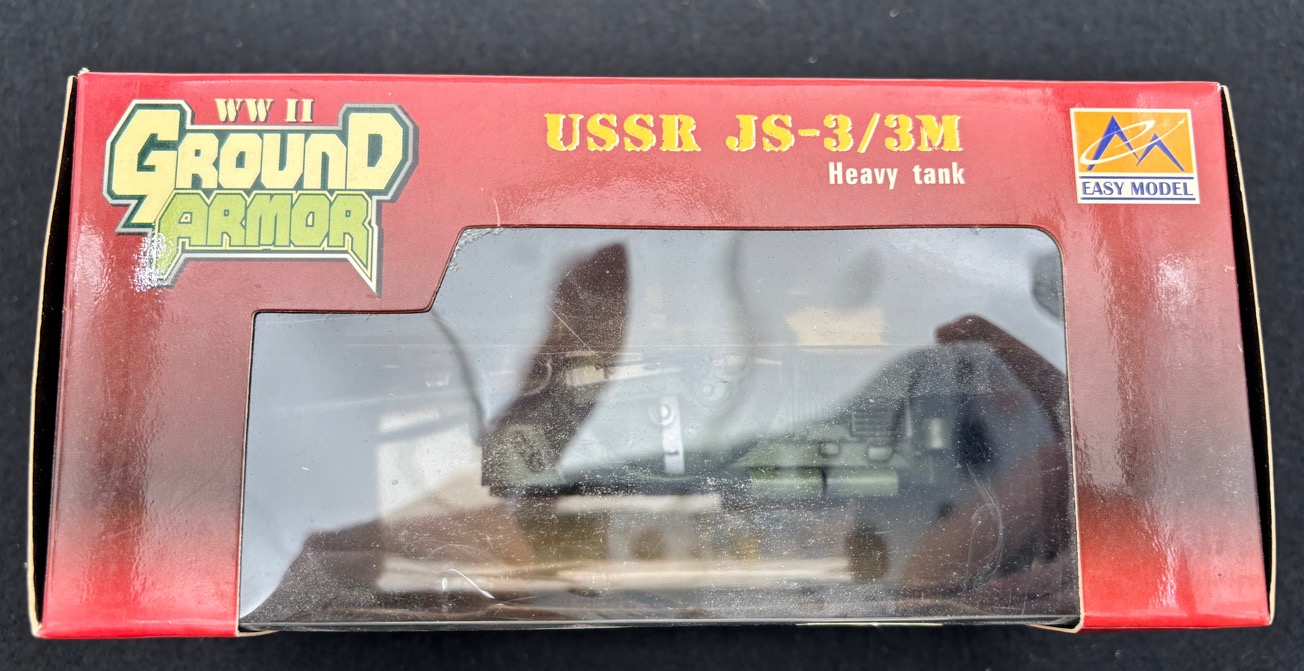 WW II
GROUND
ARMOR
USSR JS-3/3M
Heavy tank
EASY MODEL